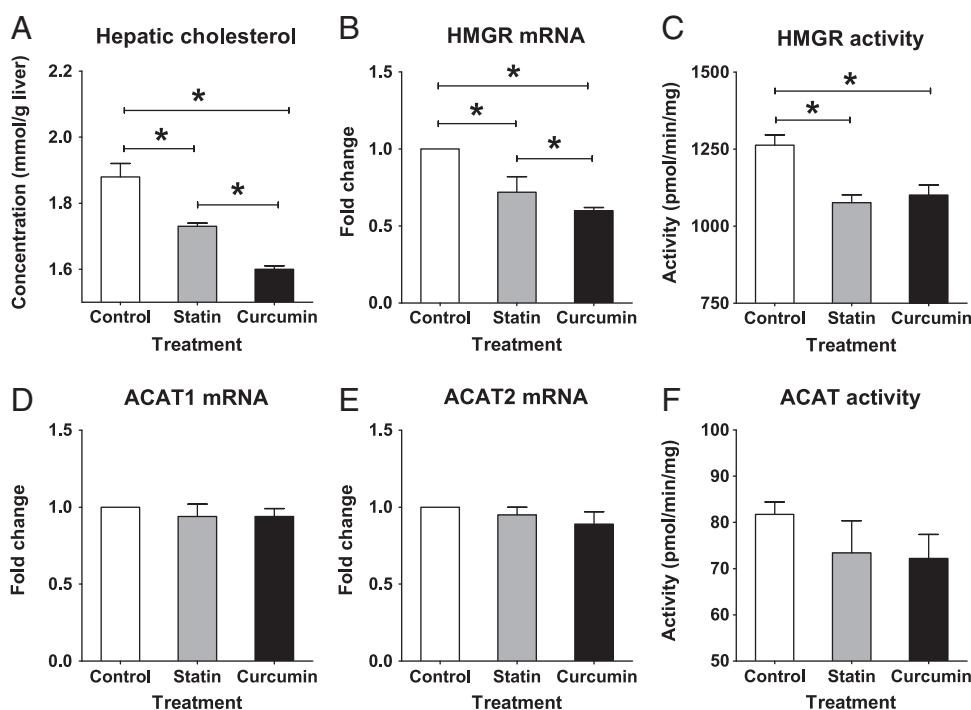 A
Hepatic cholesterol
Concentration (mmol/g liver)
2.2
2.0
1.8
1.6
*
*
*
Control Statin Curcumin
Treatment
B
HMGR mRNA
Fold change
1.5
1.0
0.5
0.0
*
*
*
Control Statin Curcumin
Treatment
C
HMGR activity
Activity (pmol/min/mg)
1500
1250
1000
750
*
*
Control Statin Curcumin
Treatment
D
ACAT1 mRNA
Fold change
1.5
1.0
0.5
0.0
Control Statin Curcumin
Treatment
E
ACAT2 mRNA
Fold change
1.5
1.0
0.5
0.0
Control Statin Curcumin
Treatment
F
ACAT activity
Activity (pmol/min/mg)
100
90
80
70
60
50
Control Statin Curcumin
Treatment